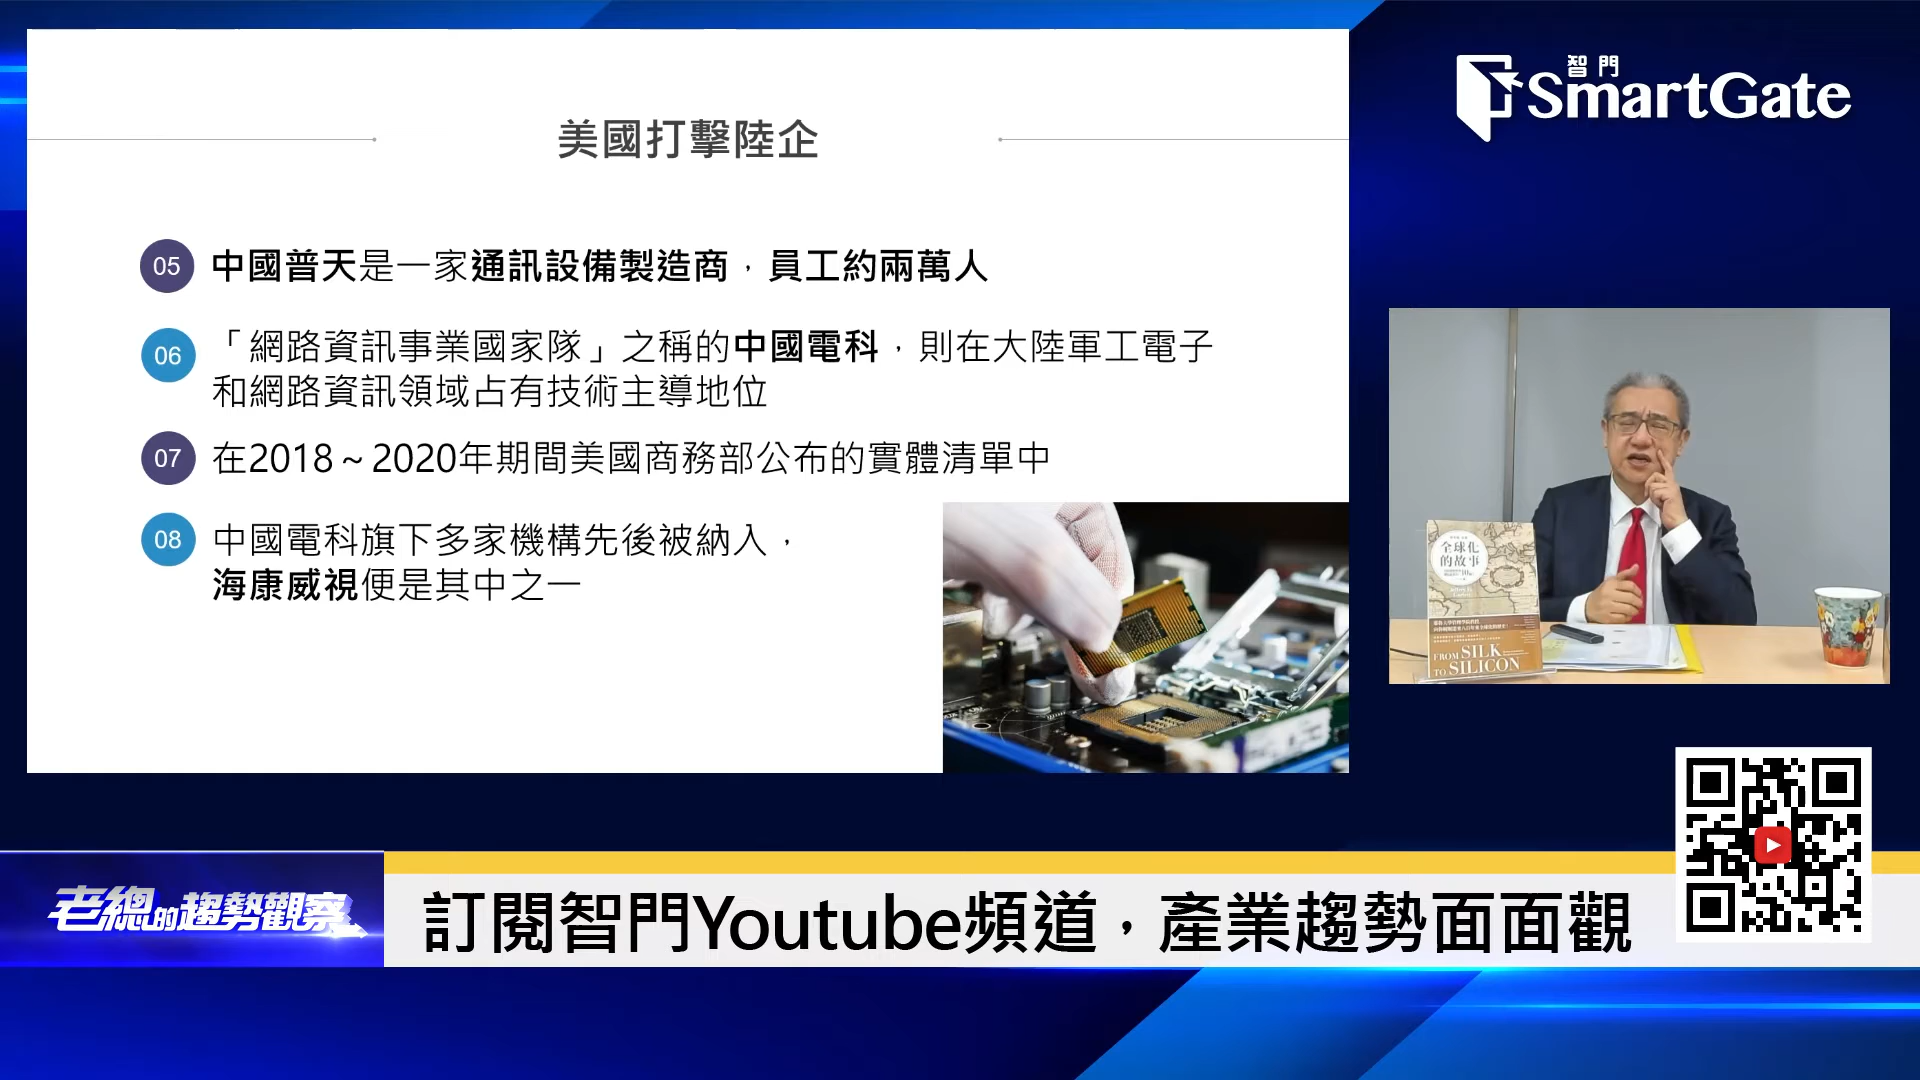 美國打擊陸企
05 中國普天是一家通訊設備製造商，員工約兩萬人
06 「網路資訊事業國家隊」之稱的中國電科，則在大陸軍工電子
和網路資訊領域占有技術主導地位
07 在2018～2020年期間美國商務部公布的實體清單中
08 中國電科旗下多家機構先後被納入，
海康威視便是其中之一
智門
SmartGate
全球化
的故事
FROM SILK
TO SILICON
老總的趨勢觀察
訂閱智門Youtube頻道，產業趨勢面面觀